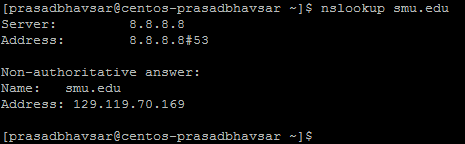 [prasadbhavsar@centos-prasadbhavsar ~]$ nslookup smu.edu
Server:         8.8.8.8
Address:        8.8.8.8#53

Non-authoritative answer:
Name:   smu.edu
Address: 129.119.70.169

[prasadbhavsar@centos-prasadbhavsar ~]$